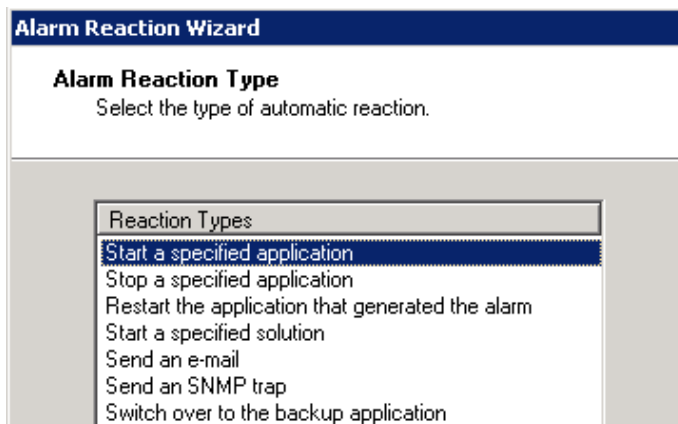 Alarm Reaction Wizard
Alarm Reaction Type
Select the type of automatic reaction.
Reaction Types
Start a specified application
Stop a specified application
Restart the application that generated the alarm
Start a specified solution
Send an e-mail
Send an SNMP trap
Switch over to the backup application